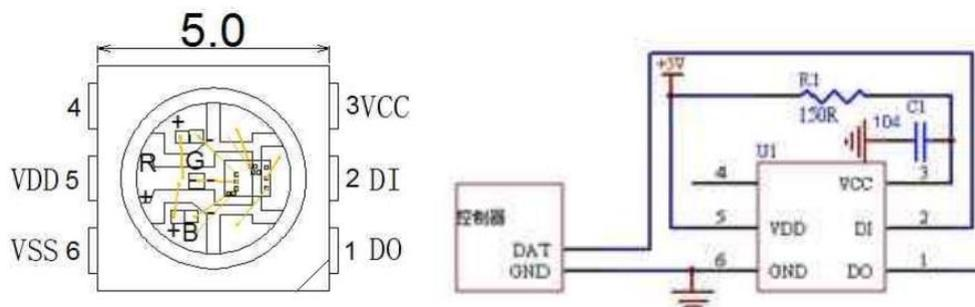 5.0
4
3VCC
+
R
G
VDD 5
2 DI
+
+B
VSS 6
1 DO
+5V
R1
150R
C1
104
U1
4
VCC
3
控制器
5
VDD
DI
2
DAT
GND
6
GND
DO
1